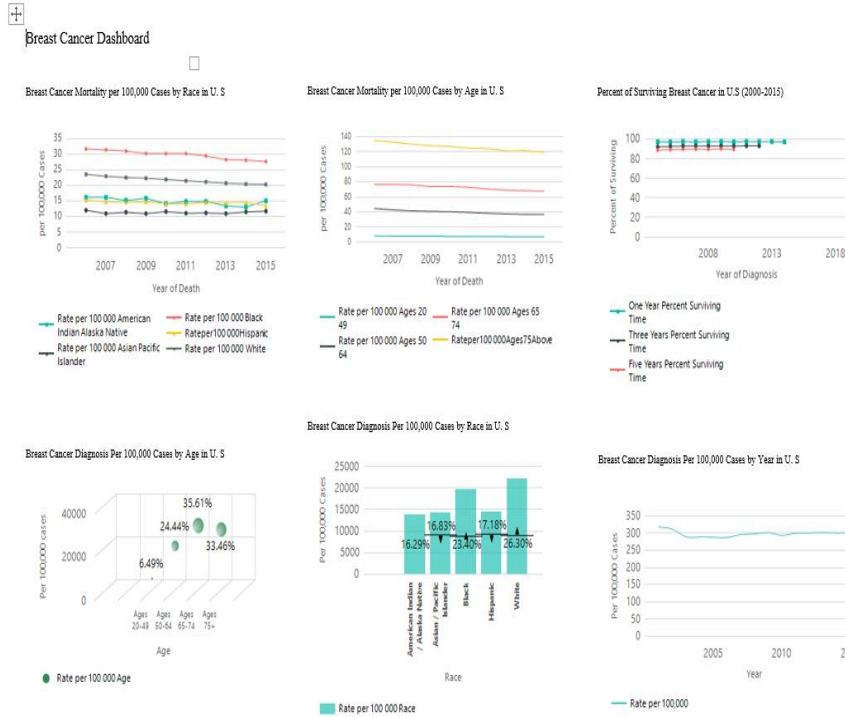 Breast Cancer Dashboard
Breast Cancer Mortality per 100,000 Cases by Race in U. S
per 100,000 Cases
35
30
25
20
15
10
5
0
2007
2009
2011
2013
2015
Year of Death
Rate per 100 000 American
Indian Alaska Native
Rate per 100 000 Black
Rateper100000Hispanic
Rate per 100 000 Asian Pacific
Islander
Rate per 100 000 White
Breast Cancer Mortality per 100,000 Cases by Age in U. S
per 100,000 Cases
140
120
100
80
60
40
20
0
2007
2009
2011
2013
2015
Year of Death
Rate per 100 000 Ages 20
49
Rate per 100 000 Ages 65
74
Rate per 100 000 Ages 50
64
Rateper100000Ages75Above
Percent of Surviving Breast Cancer in U.S (2000-2015)
Percent of Surviving
100
80
60
40
20
0
2008
2013
2018
Year of Diagnosis
One Year Percent Surviving
Time
Three Years Percent Surviving
Time
Five Years Percent Surviving
Time
Breast Cancer Diagnosis Per 100,000 Cases by Age in U. S
Per 100,000 cases
40000
20000
0
6.49%
24.44%
35.61%
33.46%
Ages
20-49
Ages
50-64
Ages
65-74
Ages
75+
Age
Rate per 100 000 Age
Breast Cancer Diagnosis Per 100,000 Cases by Race in U. S
Per 100,000 Cases
25000
20000
15000
10000
5000
0
16.29%
16.83%
23.40%
17.18%
26.30%
American Indian
/ Alaska Native
Asian / Pacific
Islander
Black
Hispanic
White
Race
Rate per 100 000 Race
Breast Cancer Diagnosis Per 100,000 Cases by Year in U. S
Per 100,000 Cases
350
300
250
200
150
100
50
0
2005
2010
2
Year
Rate per 100,000